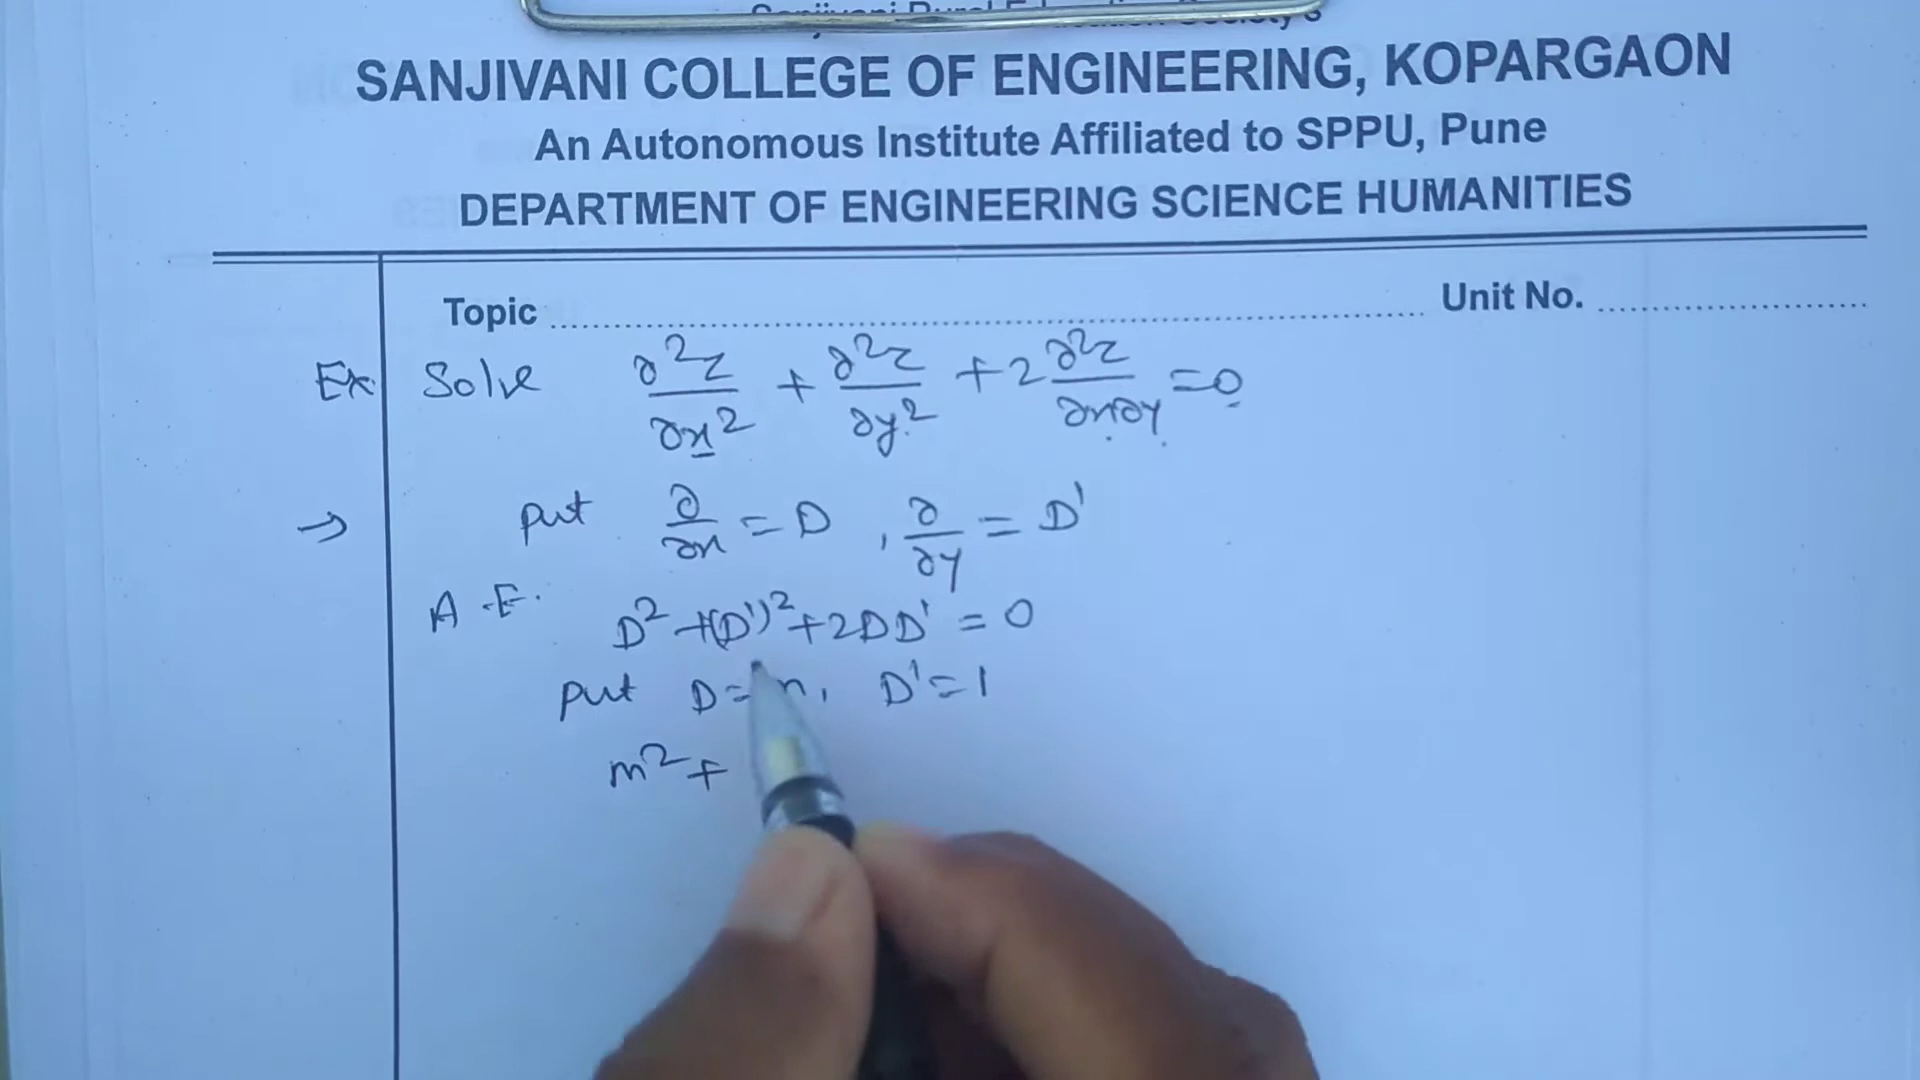 SANJIVANI COLLEGE OF ENGINEERING, KOPARGAON
An Autonomous Institute Affiliated to SPPU, Pune
DEPARTMENT OF ENGINEERING SCIENCE HUMANITIES
Topic ........................ Unit No. ........................
Ex Solve ∂²z/∂x² + ∂²z/∂y² + 2 ∂²z/∂x∂y = 0
→ put ∂/∂x = D , ∂/∂y = D'
A.E. D² + (D')² + 2DD' = 0
put D = m, D' = 1
m² +